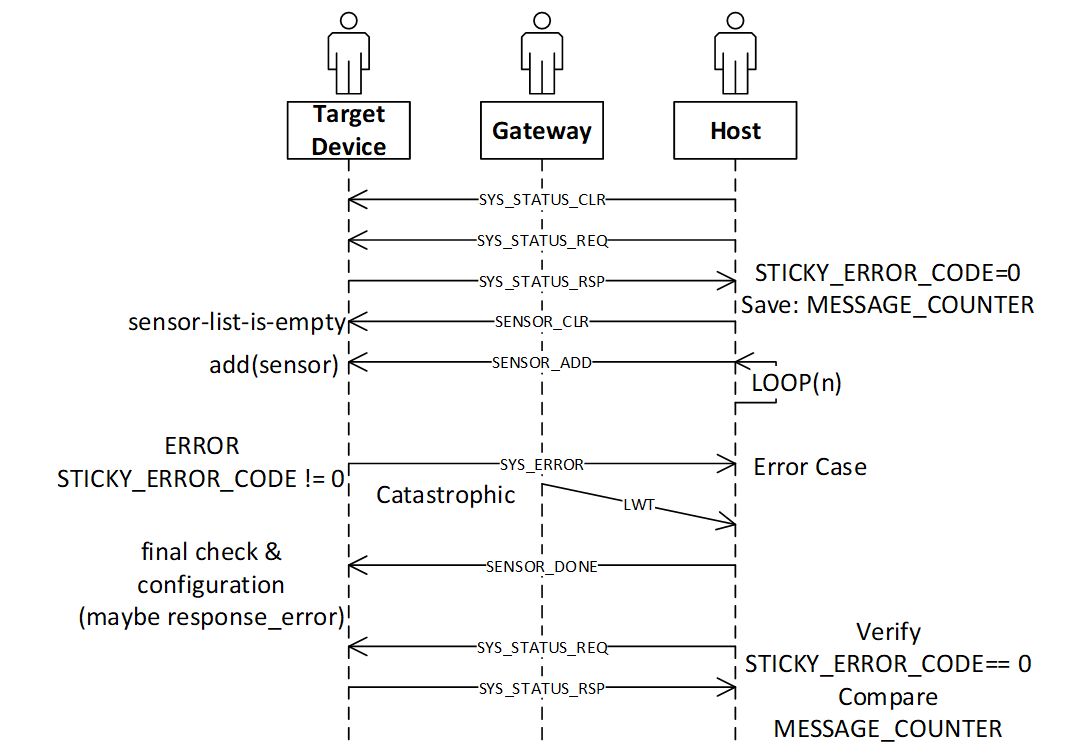 Target
Device
Gateway
Host
SYS_STATUS_CLR
SYS_STATUS_REQ
SYS_STATUS_RSP
STICKY_ERROR_CODE=0
Save: MESSAGE_COUNTER
sensor-list-is-empty
SENSOR_CLR
add(sensor)
SENSOR_ADD
LOOP(n)
ERROR
STICKY_ERROR_CODE != 0
SYS_ERROR
Error Case
Catastrophic
LWT
final check &
configuration
(maybe response_error)
SENSOR_DONE
SYS_STATUS_REQ
SYS_STATUS_RSP
Verify
STICKY_ERROR_CODE== 0
Compare
MESSAGE_COUNTER